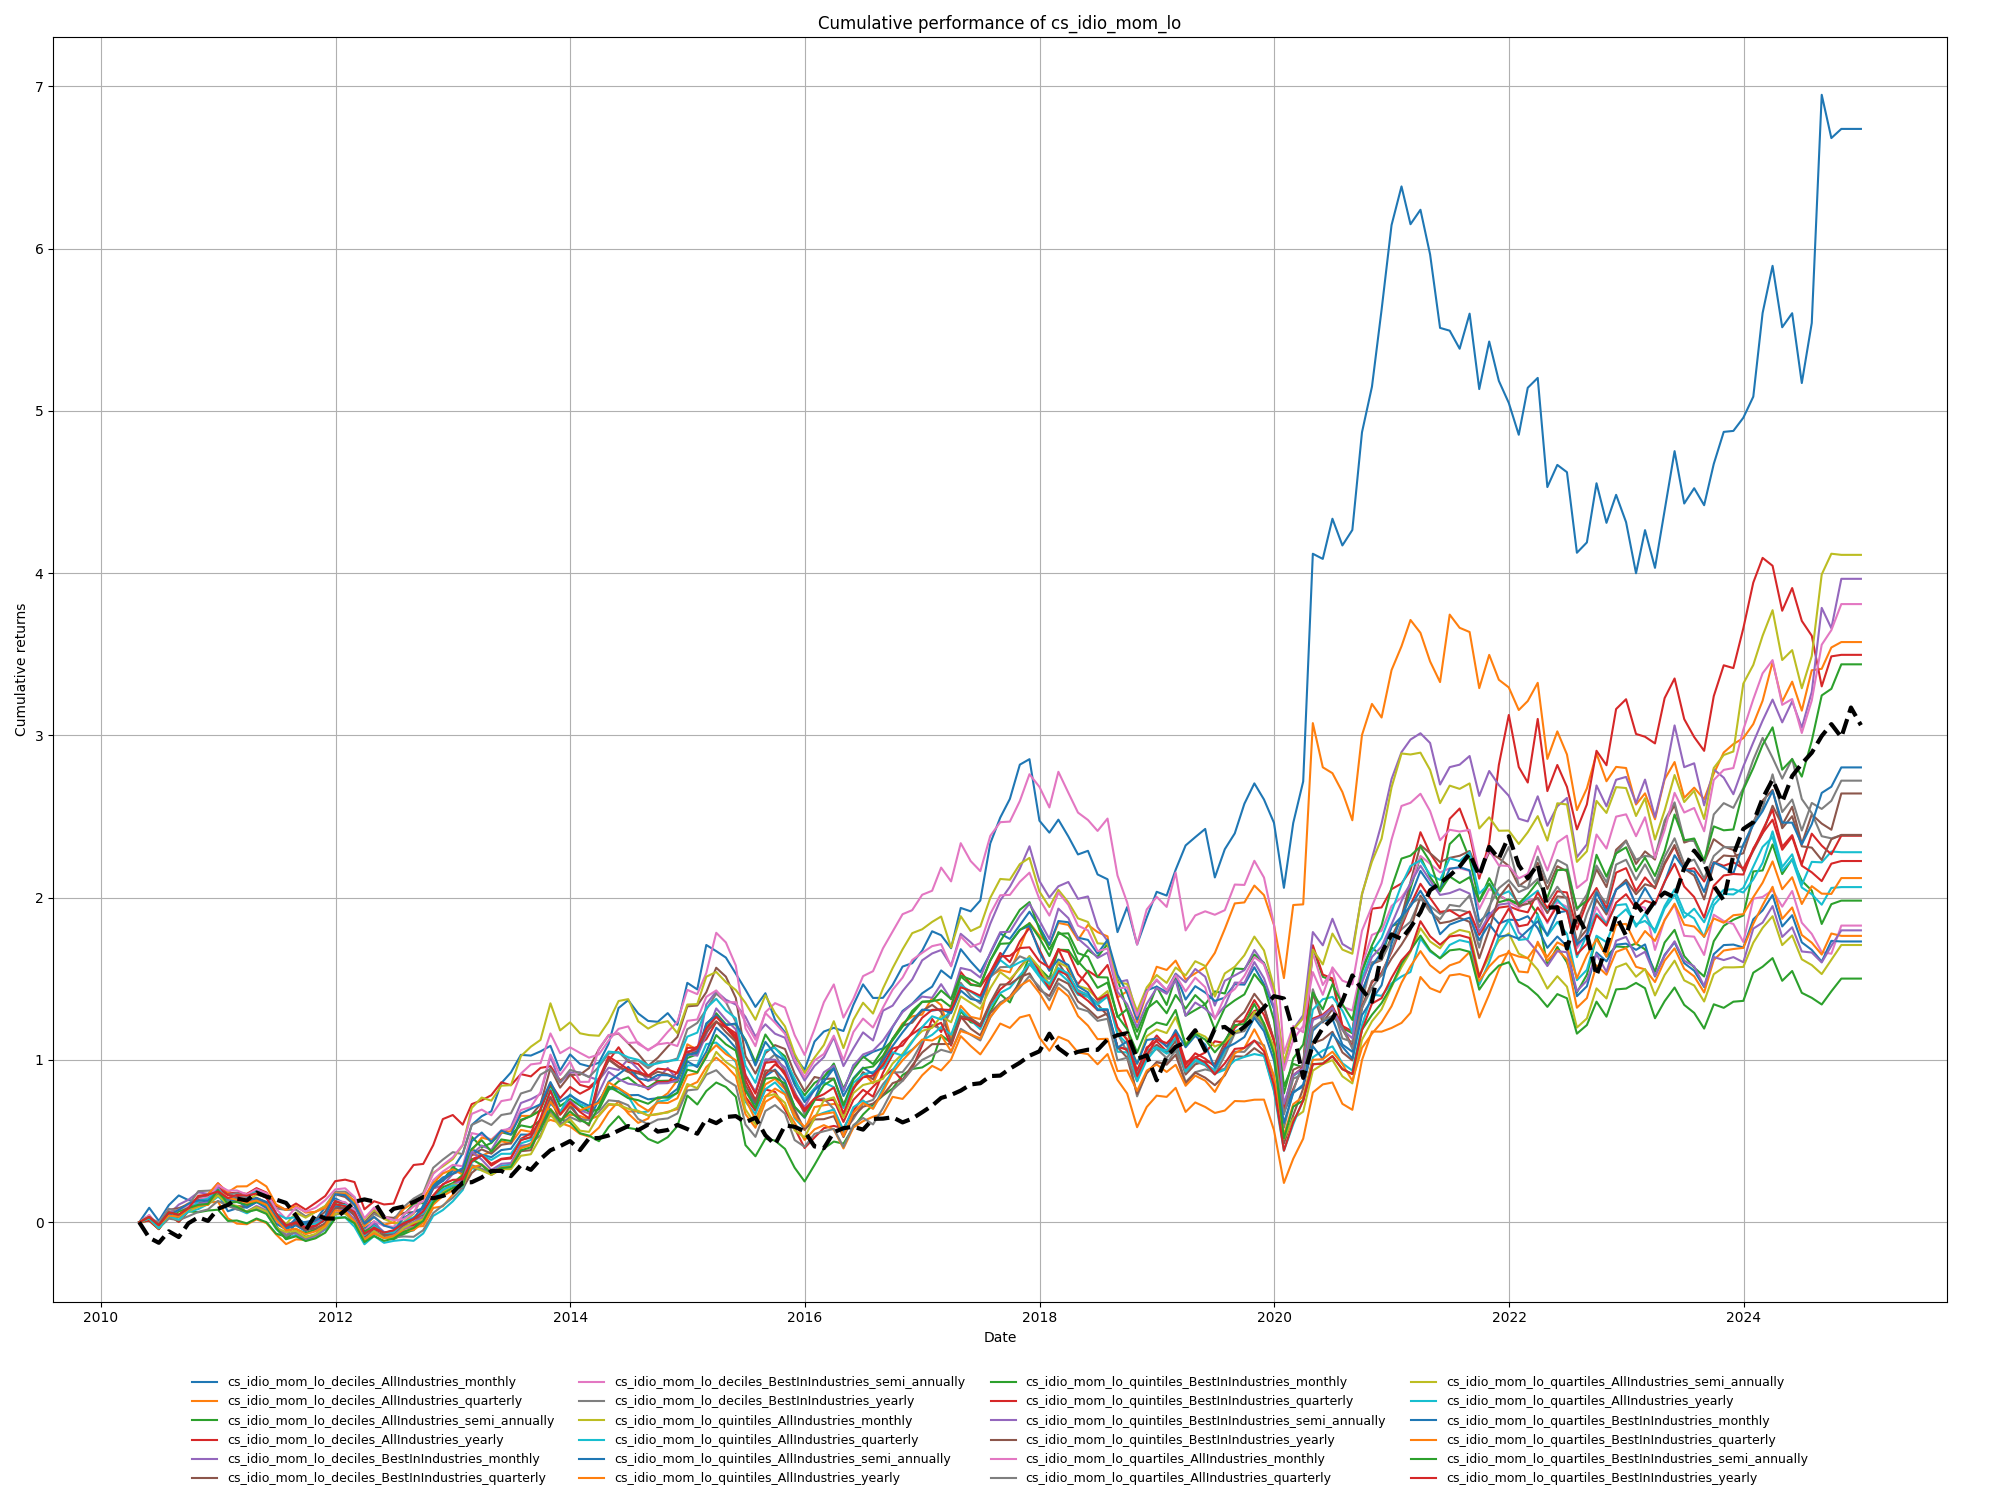 Cumulative performance of cs_idio_mom_lo
7
6
5
4
3
2
1
0
Cumulative returns
2010 2012 2014 2016 2018 2020 2022 2024
Date
cs_idio_mom_lo_deciles_AllIndustries_monthly
cs_idio_mom_lo_deciles_AllIndustries_quarterly
cs_idio_mom_lo_deciles_AllIndustries_semi_annually
cs_idio_mom_lo_deciles_AllIndustries_yearly
cs_idio_mom_lo_deciles_BestInIndustries_monthly
cs_idio_mom_lo_deciles_BestInIndustries_quarterly
cs_idio_mom_lo_deciles_BestInIndustries_semi_annually
cs_idio_mom_lo_deciles_BestInIndustries_yearly
cs_idio_mom_lo_quintiles_AllIndustries_monthly
cs_idio_mom_lo_quintiles_AllIndustries_quarterly
cs_idio_mom_lo_quintiles_AllIndustries_semi_annually
cs_idio_mom_lo_quintiles_AllIndustries_yearly
cs_idio_mom_lo_quintiles_BestInIndustries_monthly
cs_idio_mom_lo_quintiles_BestInIndustries_quarterly
cs_idio_mom_lo_quintiles_BestInIndustries_semi_annually
cs_idio_mom_lo_quintiles_BestInIndustries_yearly
cs_idio_mom_lo_quartiles_AllIndustries_monthly
cs_idio_mom_lo_quartiles_AllIndustries_quarterly
cs_idio_mom_lo_quartiles_AllIndustries_semi_annually
cs_idio_mom_lo_quartiles_AllIndustries_yearly
cs_idio_mom_lo_quartiles_BestInIndustries_monthly
cs_idio_mom_lo_quartiles_BestInIndustries_quarterly
cs_idio_mom_lo_quartiles_BestInIndustries_semi_annually
cs_idio_mom_lo_quartiles_BestInIndustries_yearly